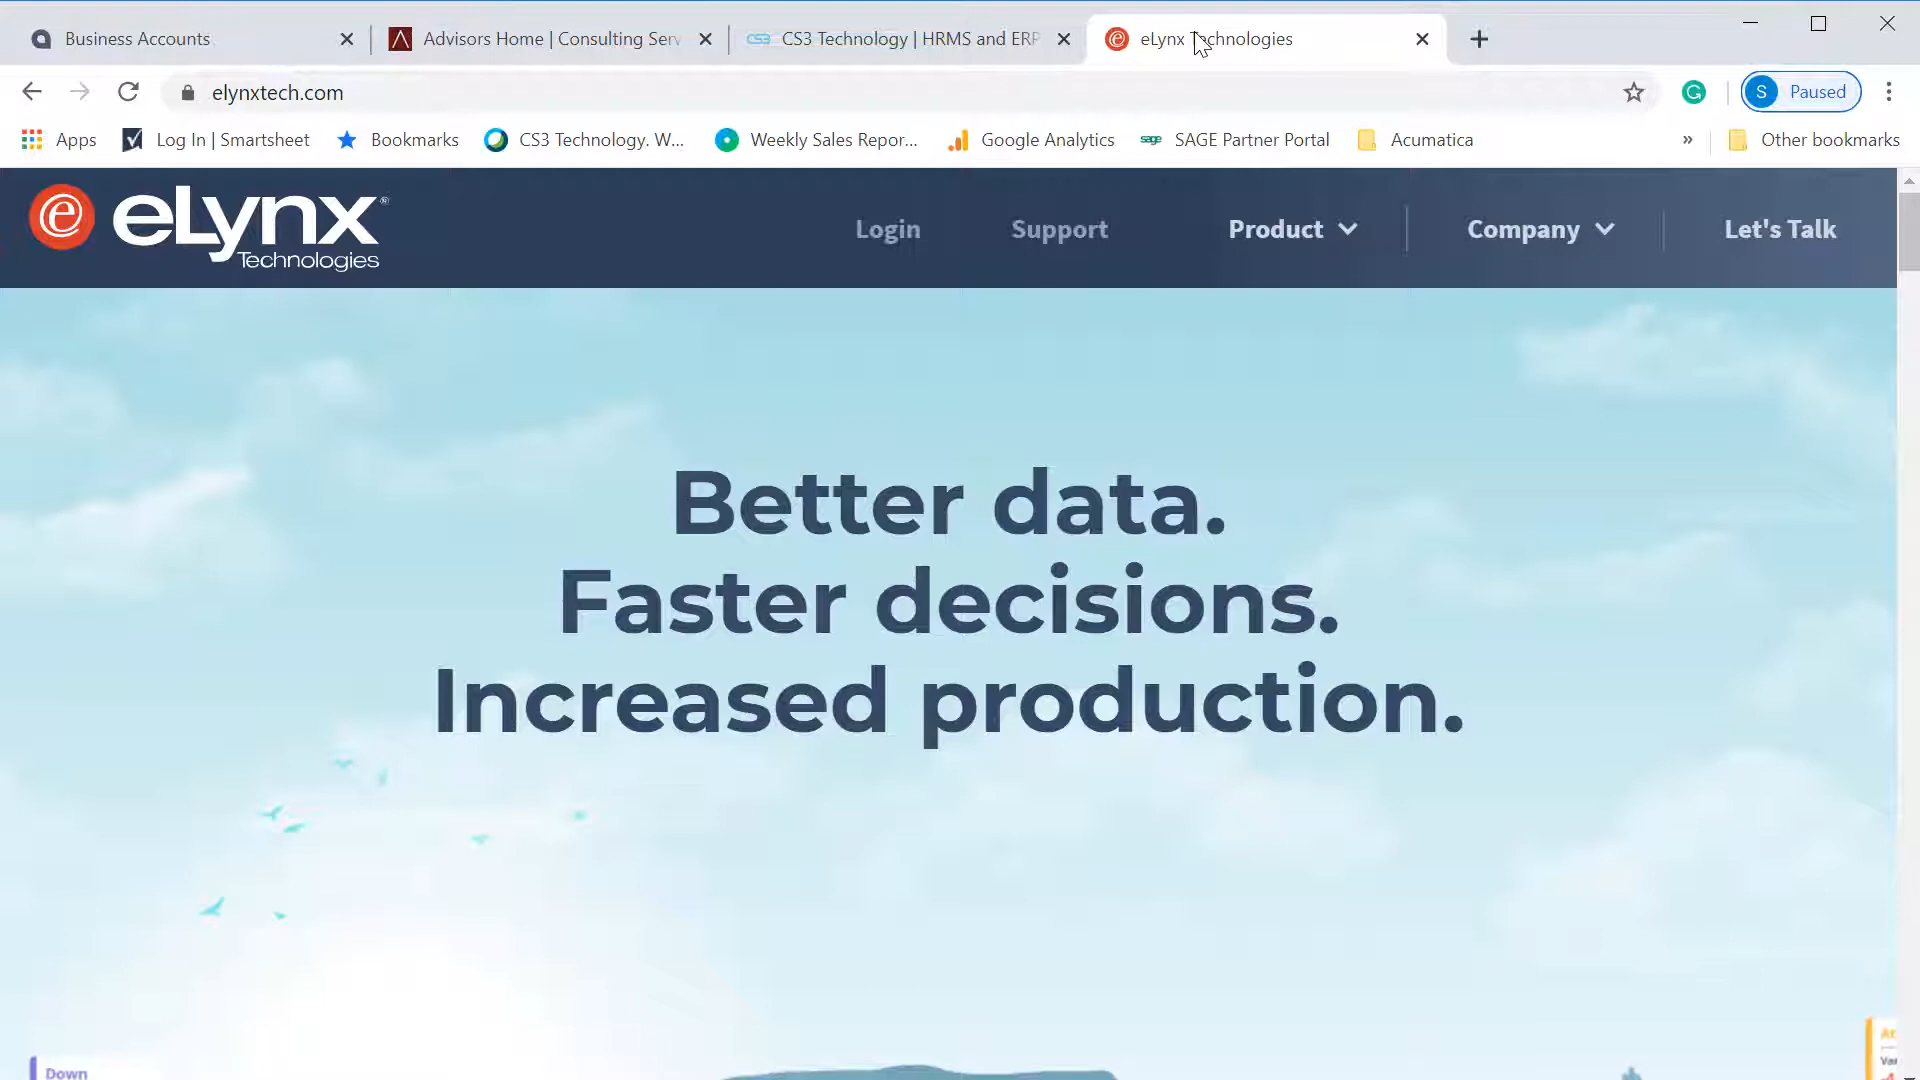 Business Accounts
Advisors Home | Consulting Serv
CS3 CS3 Technology | HRMS and ERP
eLynx Technologies
elynxtech.com
S Paused
Apps
Log In | Smartsheet
Bookmarks
CS3 Technology. W...
Weekly Sales Repor...
Google Analytics
sage SAGE Partner Portal
Acumatica
»
Other bookmarks
e eLynx®
Technologies
Login
Support
Product
Company
Let's Talk
Better data.
Faster decisions.
Increased production.
Down